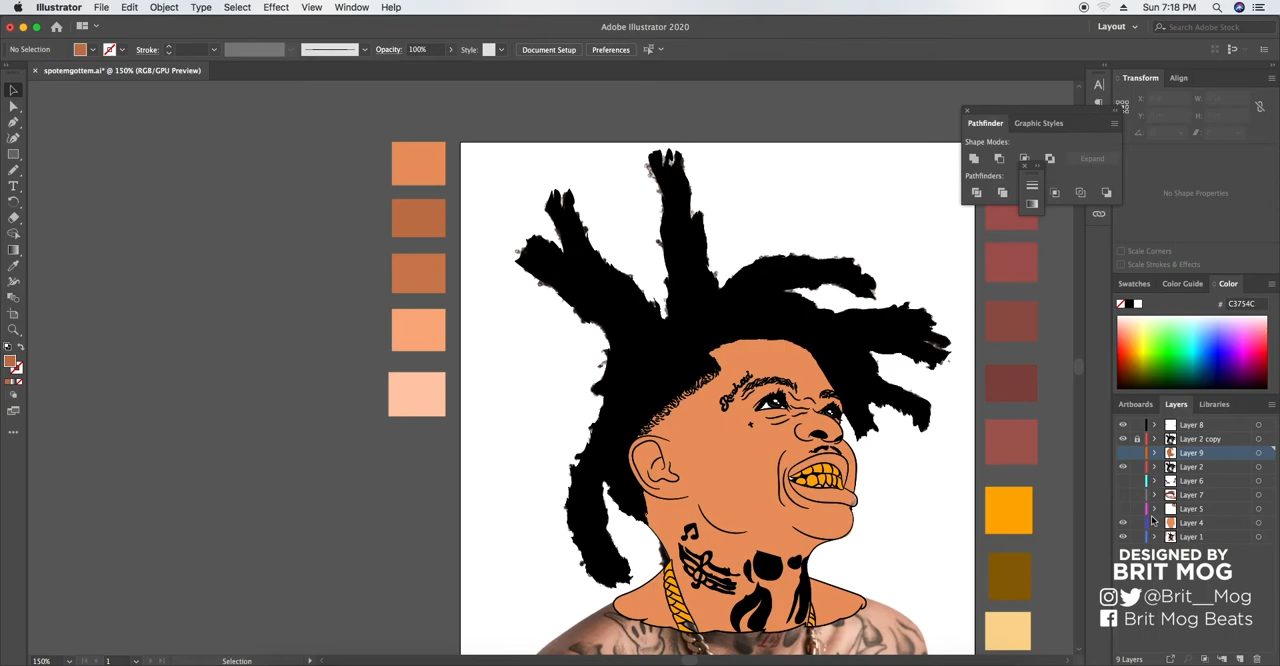 Illustrator File Edit Object Type Select Effect View Window Help Sun 7:18 PM
Adobe Illustrator 2020 Layout Search Adobe Stock
No Selection Stroke: Opacity: 100% Style: Document Setup Preferences
× spotemgottem.ai* @ 150% (RGB/GPU Preview)
Transform Align
X: W:
Y: H:
Pathfinder Graphic Styles
Shape Modes:
Expand
Pathfinders:
No Shape Properties
Scale Corners
Scale Strokes & Effects
Swatches Color Guide Color
# C3754C
Artboards Layers Libraries
Layer 8
Layer 2 copy
Layer 9
Layer 2
Layer 6
Layer 7
Layer 5
Layer 4
Layer 1
DESIGNED BY
BRIT MOG
@Brit__Mog
Brit Mog Beats
150% 1 Selection 9 Layers